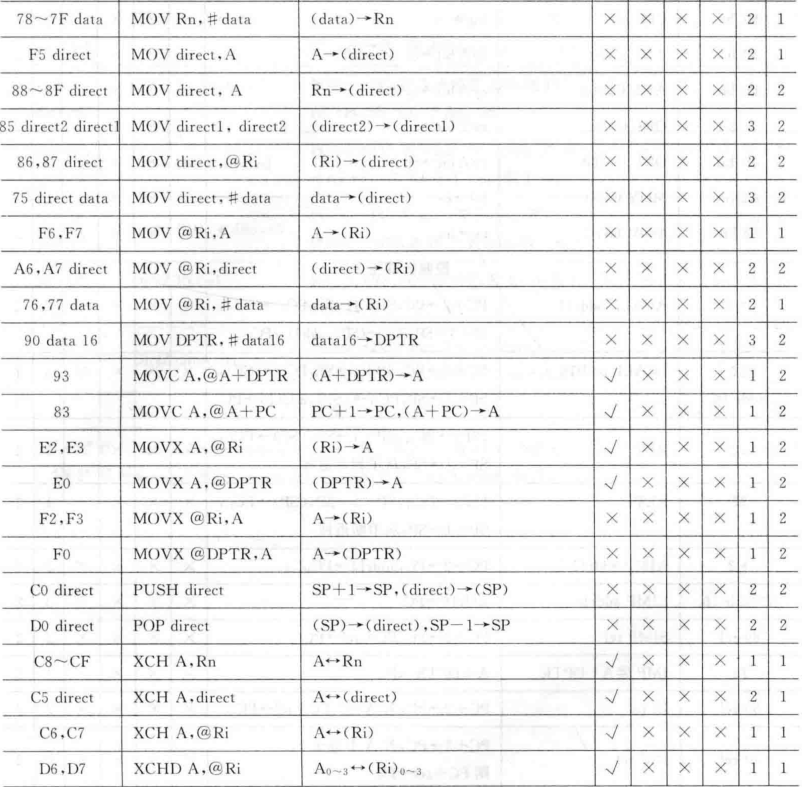 78～7F data MOV Rn,#data (data)→Rn × × × × 2 1
F5 direct MOV direct,A A→(direct) × × × × 2 1
88～8F direct MOV direct, A Rn→(direct) × × × × 2 2
85 direct2 direct1 MOV direct1, direct2 (direct2)→(direct1) × × × × 3 2
86,87 direct MOV direct,@Ri (Ri)→(direct) × × × × 2 2
75 direct data MOV direct,#data data→(direct) × × × × 3 2
F6,F7 MOV @Ri,A A→(Ri) × × × × 1 1
A6,A7 direct MOV @Ri,direct (direct)→(Ri) × × × × 2 2
76,77 data MOV @Ri,#data data→(Ri) × × × × 2 1
90 data 16 MOV DPTR,#data16 data16→DPTR × × × × 3 2
93 MOVC A,@A+DPTR (A+DPTR)→A √ × × × 1 2
83 MOVC A,@A+PC PC+1→PC,(A+PC)→A √ × × × 1 2
E2,E3 MOVX A,@Ri (Ri)→A √ × × × 1 2
E0 MOVX A,@DPTR (DPTR)→A √ × × × 1 2
F2,F3 MOVX @Ri,A A→(Ri) × × × × 1 2
F0 MOVX @DPTR,A A→(DPTR) × × × × 1 2
C0 direct PUSH direct SP+1→SP,(direct)→(SP) × × × × 2 2
D0 direct POP direct (SP)→(direct),SP－1→SP × × × × 2 2
C8～CF XCH A,Rn A↔Rn √ × × × 1 1
C5 direct XCH A,direct A↔(direct) √ × × × 2 1
C6,C7 XCH A,@Ri A↔(Ri) √ × × × 1 1
D6,D7 XCHD A,@Ri A₀～₃↔(Ri)₀～₃ √ × × × 1 1